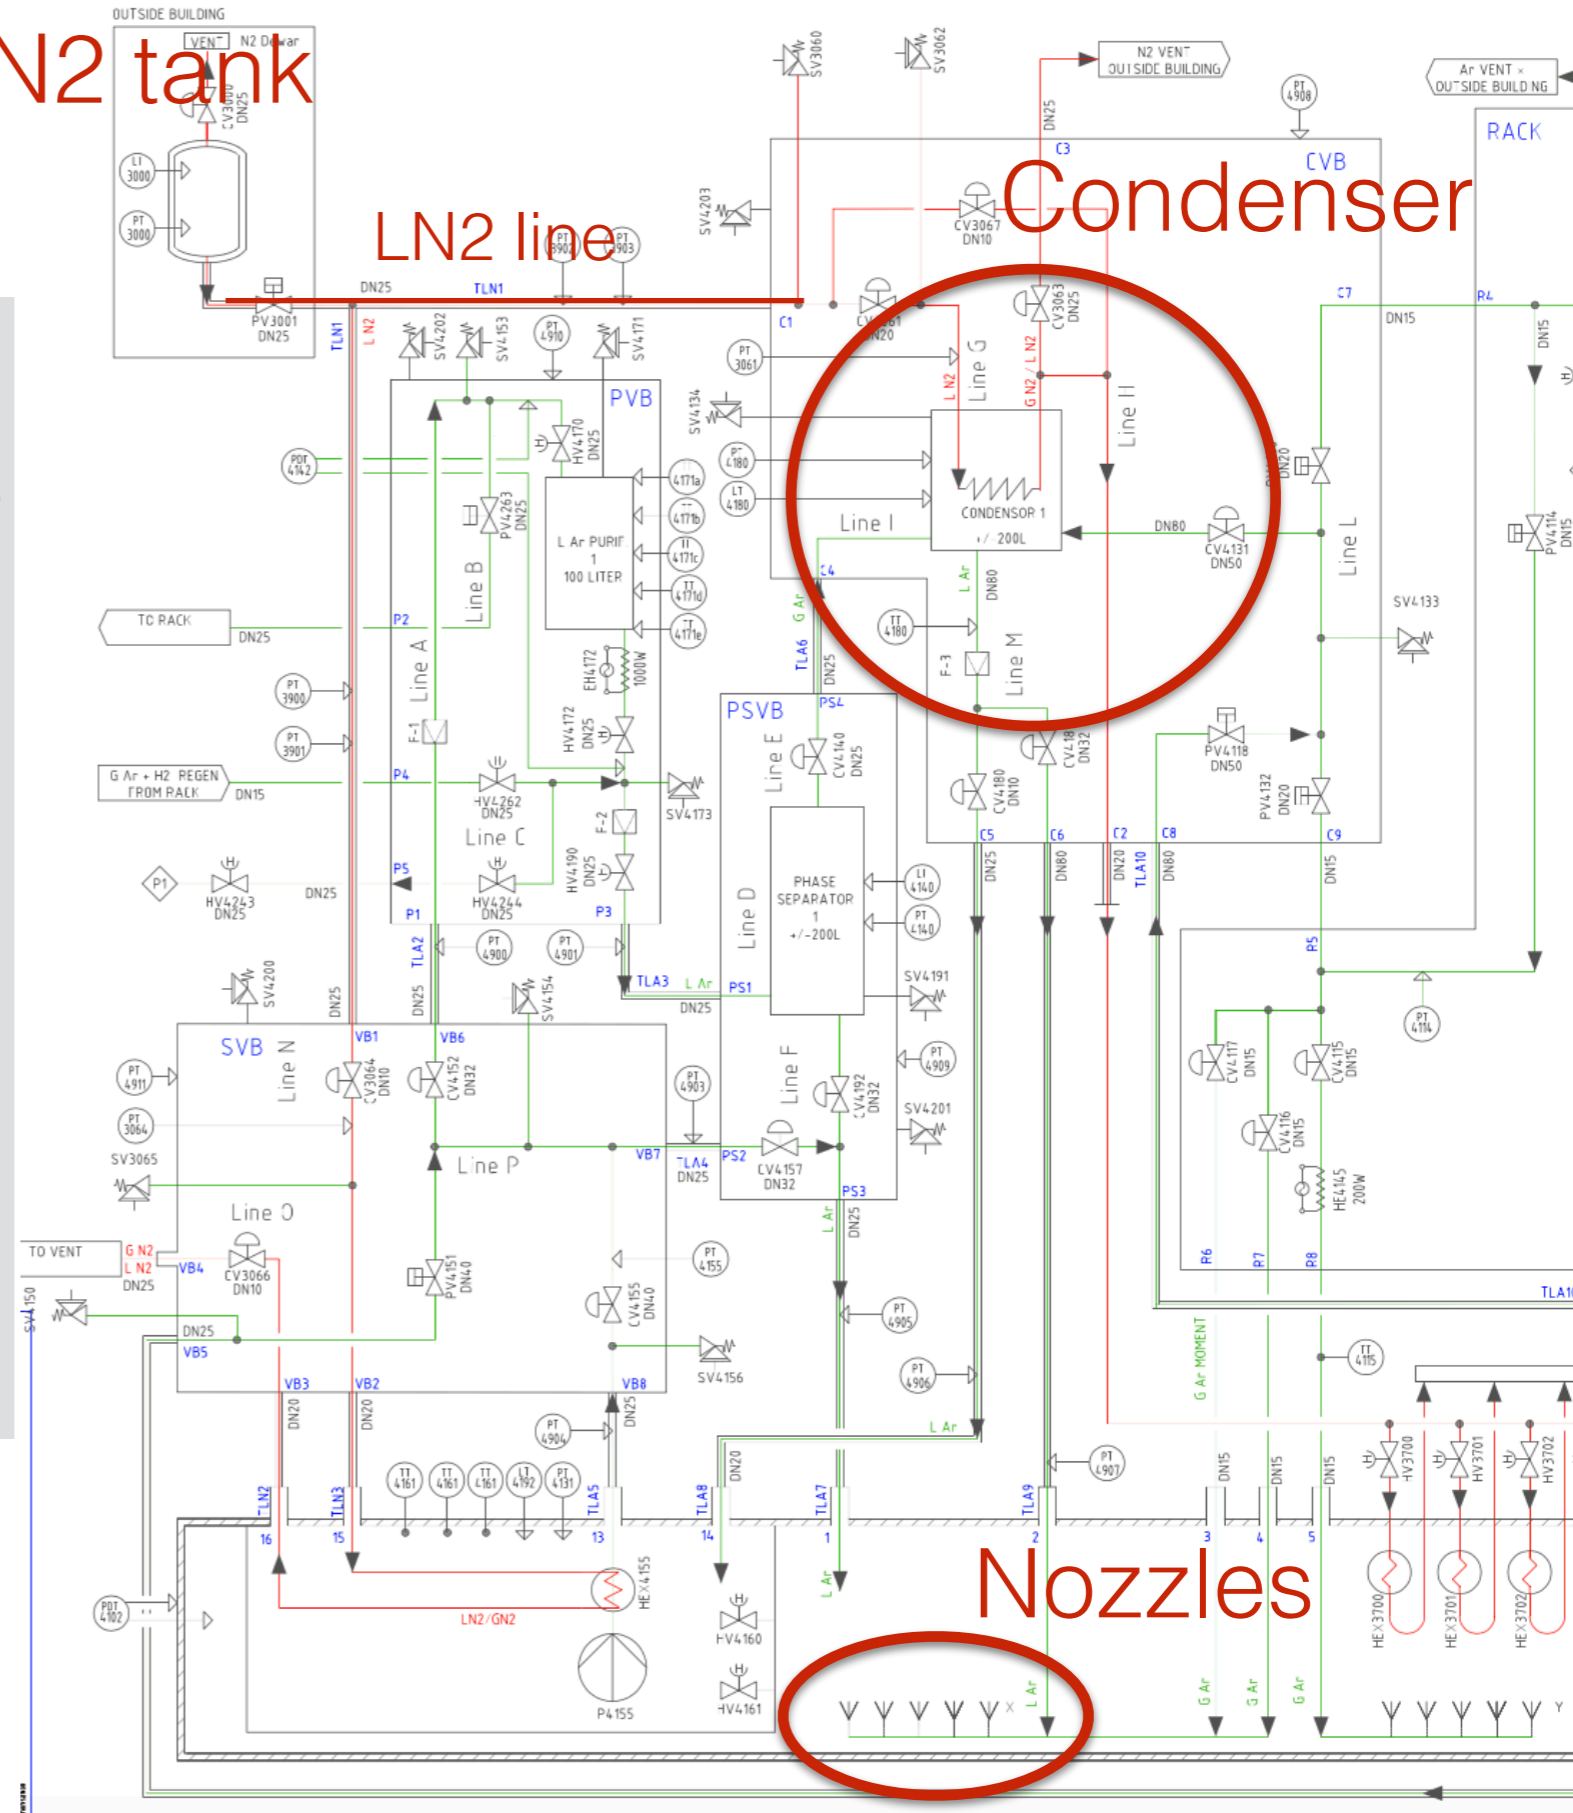 OUTSIDE BUILDING
N2 tank
VENT
N2 Dewar
CV3000
DN25
LI
3000
PT
3000
PV3001
DN25
LN2 line
PT
3902
PT
3903
DN25
TLN1
TLN1
L N2
SV3060
SV3062
N2 VENT
OUTSIDE BUILDING
DN25
C3
PT
4908
Ar VENT
OUTSIDE BUILD NG
RACK
CVB
Condenser
SV4203
CV3067
DN10
C1
DN20
CV3063
DN25
PT
3061
L N2
Line G
G N2 / L N2
Line H
C7
DN15
R4
DN15
SV4202
SV4153
PT
4910
SV4171
PVB
SV4134
PT
4180
LT
4180
CONDENSOR 1
+/-200L
Line I
DN80
CV4131
DN50
DN20
Line L
PV4114
DN15
PDT
4142
HV4170
DN25
PV4263
DN25
L Ar PURIF
1
100 LITER
4171a
4171b
4171c
TT
4171d
4171e
Line B
TO RACK
DN25
P2
Line A
EH4172
1000W
HV4172
DN25
F-1
PT
3900
PT
3901
G Ar + H2 REGEN
FROM RACK
DN15
P4
HV4262
DN25
Line C
SV4173
F-2
HV4190
DN25
P1
HV4243
DN25
DN25
P5
HV4244
DN25
P1
P3
C4
G Ar
TLA6
DN25
L Ar
DN80
TT
4180
F-3
Line M
SV4133
PSVB
PS4
Line E
CV4140
DN25
CV4180
DN10
DN32
PV4118
DN50
PV4132
DN20
C5
DN25
C6
DN80
C2
DN20
C8
TLA10
DN80
C9
DN15
PHASE
SEPARATOR
1
+/-200L
Line D
LI
4140
PT
4140
TLA2
PT
4900
PT
4901
TLA3
L Ar
DN25
PS1
SV4191
R5
PT
4114
SV4200
DN25
DN25
SV4154
SVB
Line N
VB1
VB6
CV3064
DN10
CV4152
DN32
PT
4911
PT
3064
SV3065
PT
4903
Line F
CV4192
DN32
PT
4909
SV4201
CV4117
DN15
CV4115
DN15
CV4116
DN15
HE4145
200W
Line P
VB7
TLA4
DN25
PS2
CV4157
DN32
PS3
L Ar
DN25
Line O
TO VENT
G N2
L N2
DN25
VB4
CV3066
DN10
PV4151
DN40
PT
4155
CV4155
DN40
R6
R7
R8
SV4150
DN25
VB5
SV4156
PT
4905
PT
4906
G Ar MOMENT
TT
4115
VB3
DN20
VB2
DN20
VB8
DN25
PT
4904
L Ar
DN20
PT
4907
DN15
DN15
DN15
HV3700
HV3701
HV3702
TT
4161
TT
4161
TT
4161
LT
4192
PT
4131
TLN2
TLN3
TLA5
TLA8
TLA7
TLA9
16
15
13
14
1
2
3
4
5
Nozzles
HEX4155
LN2/GN2
P4155
PDT
4102
HV4160
HV4161
L Ar
L Ar
X
G Ar
G Ar
G Ar
HEX3700
HEX3701
HEX3702
Y